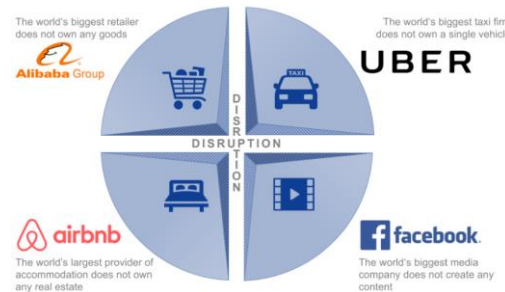 The world's biggest retailer
does not own any goods
Alibaba Group
The world's biggest taxi
does not own a single
UBER
TAXI
DISRUPTION
DISRUPTION
airbnb
The world's largest provider of
accommodation does not own
any real estate
facebook.
The world's biggest media
company does not create any
content